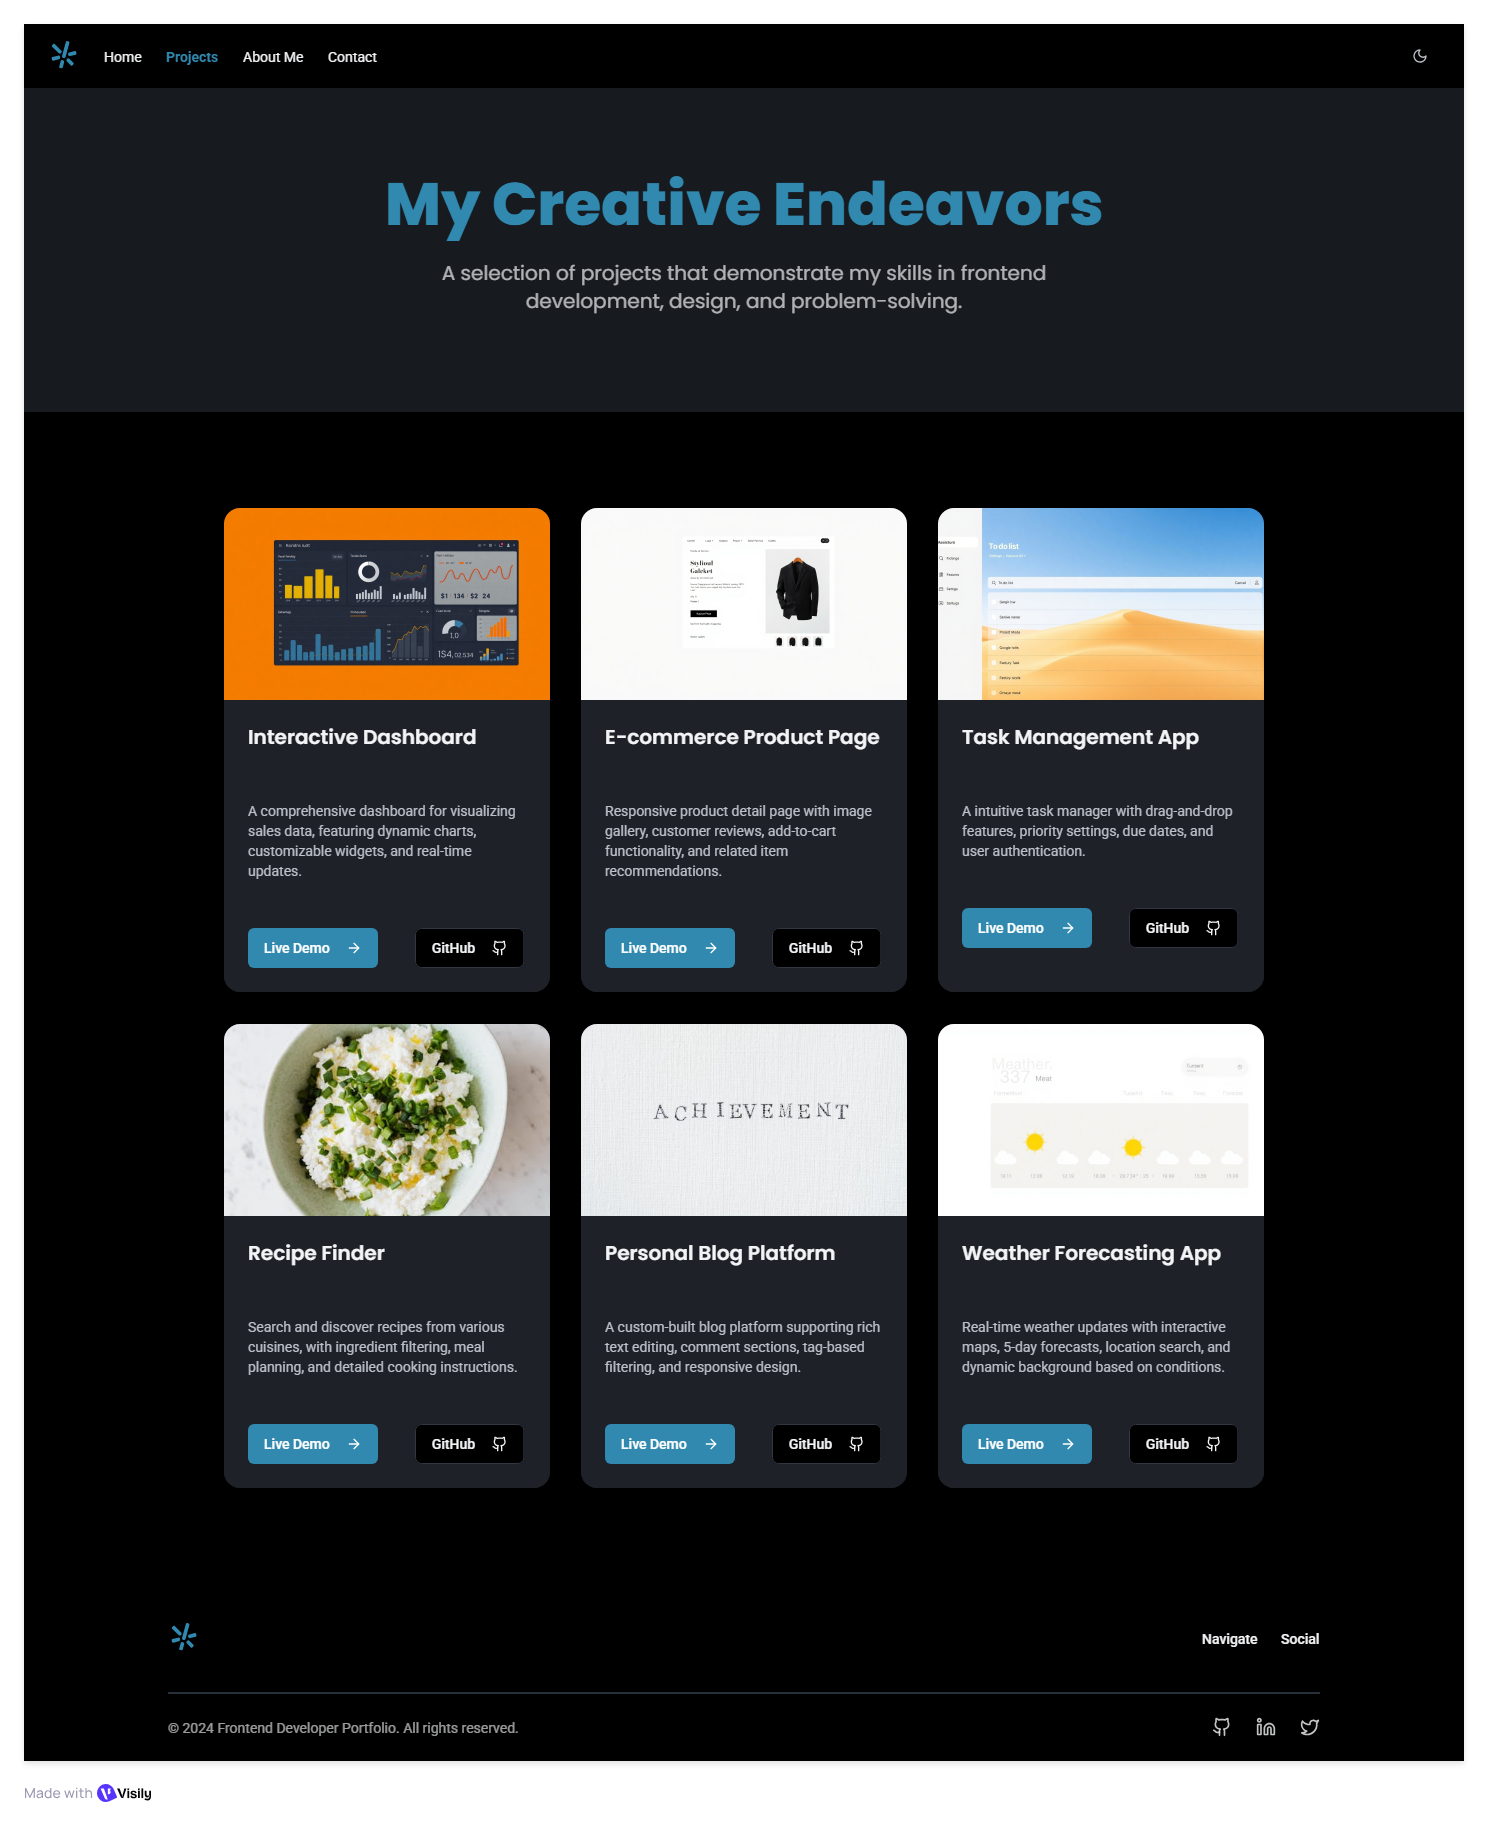 Home
Projects
About Me
Contact
My Creative Endeavors
A selection of projects that demonstrate my skills in frontend
development, design, and problem-solving.
Todo list
Interactive Dashboard
E-commerce Product Page
Task Management App
A comprehensive dashboard for visualizing
sales data, featuring dynamic charts,
customizable widgets, and real-time
updates.
Responsive product detail page with image
gallery, customer reviews, add-to-cart
functionality, and related item
recommendations.
A intuitive task manager with drag-and-drop
features, priority settings, due dates, and
user authentication.
Live Demo
GitHub
Live Demo
GitHub
Live Demo
GitHub
ACHIEVEMENT
Recipe Finder
Personal Blog Platform
Weather Forecasting App
Search and discover recipes from various
cuisines, with ingredient filtering, meal
planning, and detailed cooking instructions.
A custom-built blog platform supporting rich
text editing, comment sections, tag-based
filtering, and responsive design.
Real-time weather updates with interactive
maps, 5-day forecasts, location search, and
dynamic background based on conditions.
Live Demo
GitHub
Live Demo
GitHub
Live Demo
GitHub
Navigate
Social
© 2024 Frontend Developer Portfolio. All rights reserved.
Made with Visily